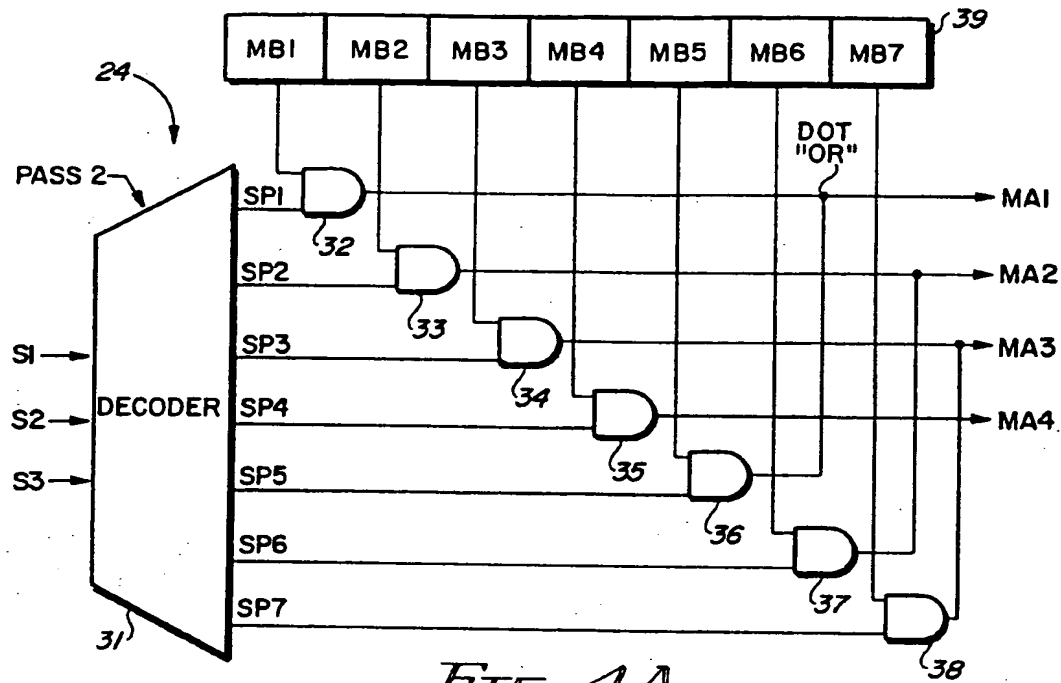 39
MB1 MB2 MB3 MB4 MB5 MB6 MB7
24
DOT
"OR"
PASS 2
SP1
32
MA1
SP2
33
MA2
S1
SP3
34
MA3
DECODER
S2
SP4
35
MA4
S3
SP5
36
SP6
37
SP7
31
38